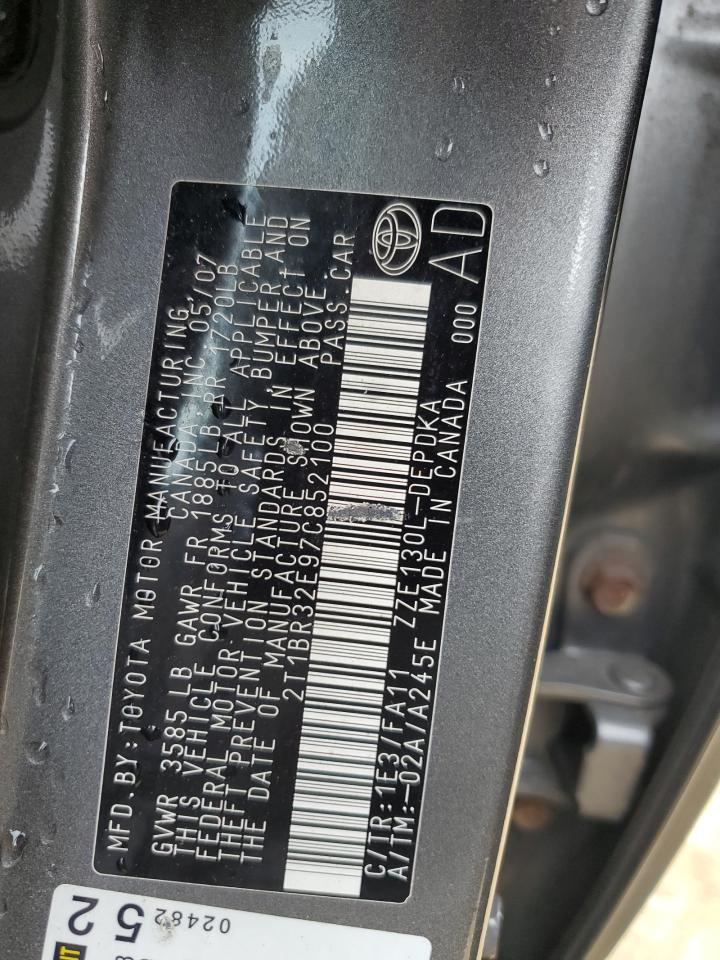 MFD. BY:TOYOTA MOTOR MANUFACTURING
CANADA, INC 05/07
GVWR 3585LB GAWR FR 1885LB RR 1720LB
THIS VEHICLE CONFORMS TO ALL APPLICABLE
FEDERAL MOTOR VEHICLE SAFETY, BUMPER AND
THEFT PREVENTION STANDARDS IN EFFECT ON
THE DATE OF MANUFACTURE SHOWN ABOVE.
2T1BR32E97C852100 PASS.CAR
C/TR:1E3/FA11 ZZE130L-DEPDKA
A/TM:-02A/A245E MADE IN CANADA 000 AD
02482
2 5